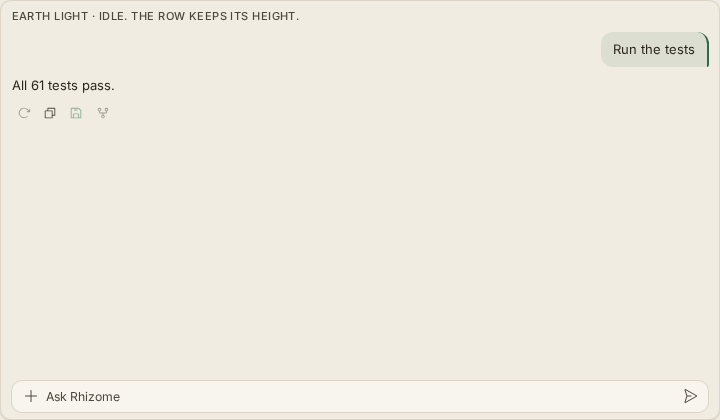 EARTH LIGHT · IDLE. THE ROW KEEPS ITS HEIGHT.
Run the tests
All 61 tests pass.
Ask Rhizome